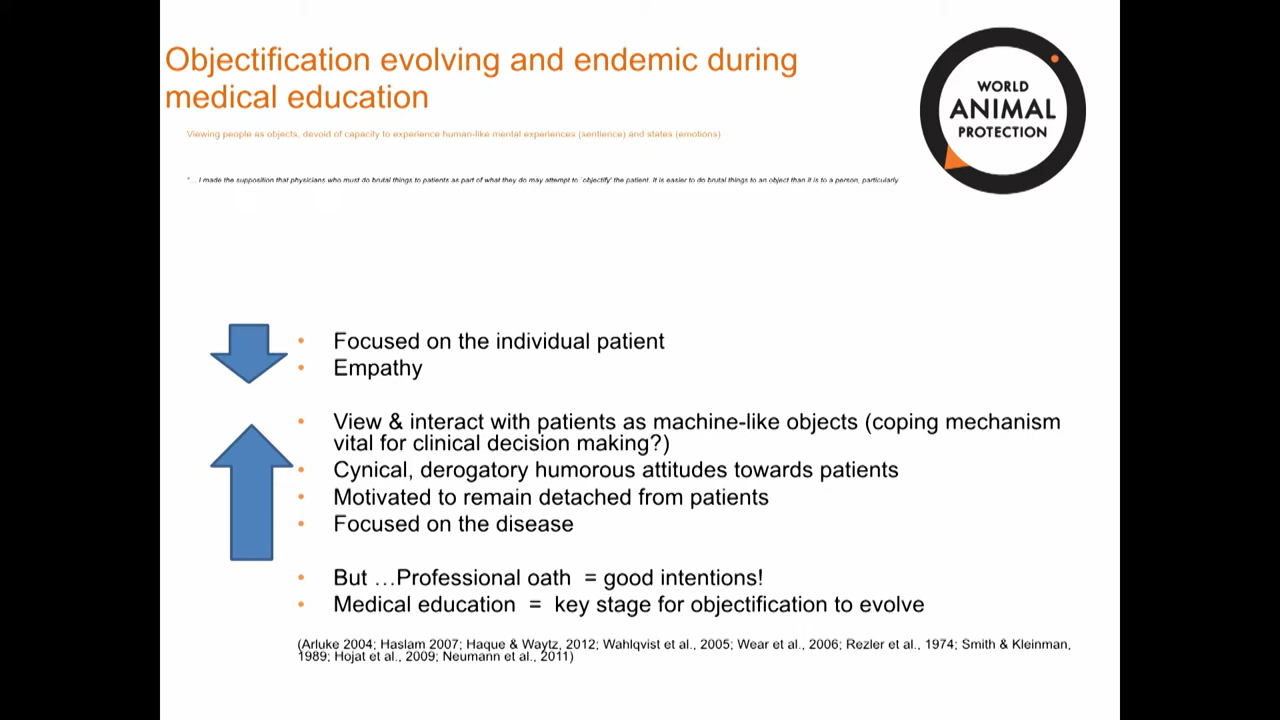 Objectification evolving and endemic during
medical education
WORLD
ANIMAL
PROTECTION
Viewing people as objects, devoid of capacity to experience human-like mental experiences (sentience) and states (emotions)
* I made the supposition that physicians who must do brutal things to patients as part of what they do may attempt to 'objectify' the patient. It is easier to do brutal things to an object than it is to a person, particularly
• Focused on the individual patient
• Empathy
• View & interact with patients as machine-like objects (coping mechanism
vital for clinical decision making?)
• Cynical, derogatory humorous attitudes towards patients
• Motivated to remain detached from patients
• Focused on the disease
• But …Professional oath = good intentions!
• Medical education = key stage for objectification to evolve
(Arluke 2004; Haslam 2007; Haque & Waytz, 2012; Wahlqvist et al., 2005; Wear et al., 2006; Rezler et al., 1974; Smith & Kleinman,
1989; Hojat et al., 2009; Neumann et al., 2011)